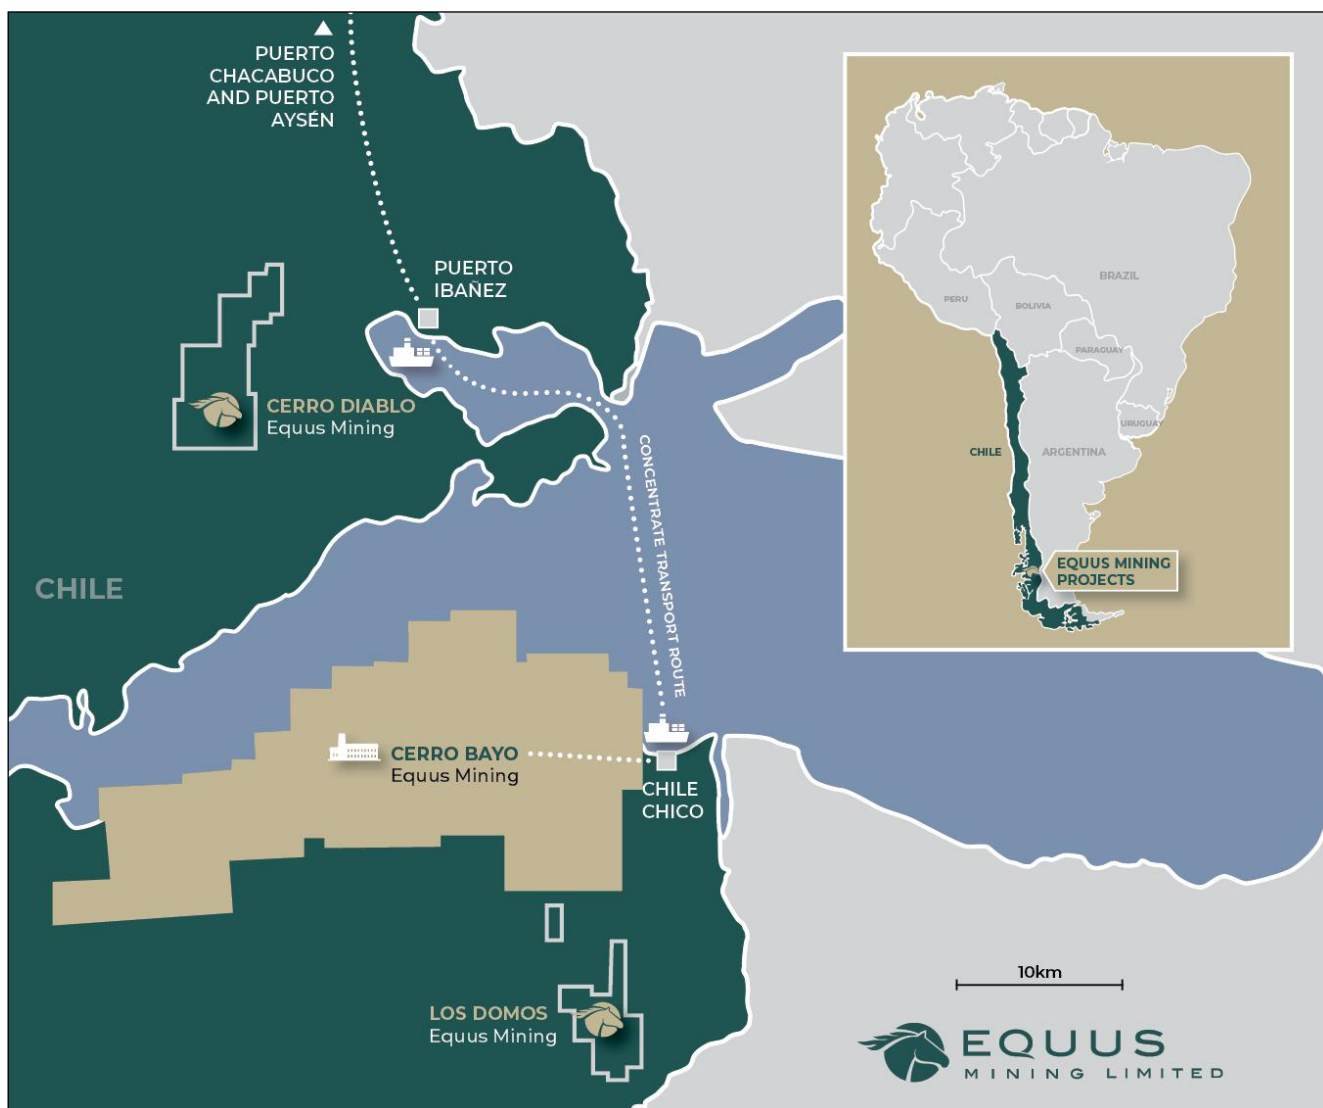 PUERTO
CHACABUCO
AND PUERTO
AYSÉN
PUERTO
IBAÑEZ
CERRO DIABLO
Equus Mining
CONCENTRATE TRANSPORT ROUTE
CHILE
CERRO BAYO
Equus Mining
CHILE
CHICO
LOS DOMOS
Equus Mining
BRAZIL
PERU
BOLIVIA
PARAGUAY
URUGUAY
CHILE
ARGENTINA
EQUUS MINING
PROJECTS
10km
EQUUS
MINING LIMITED